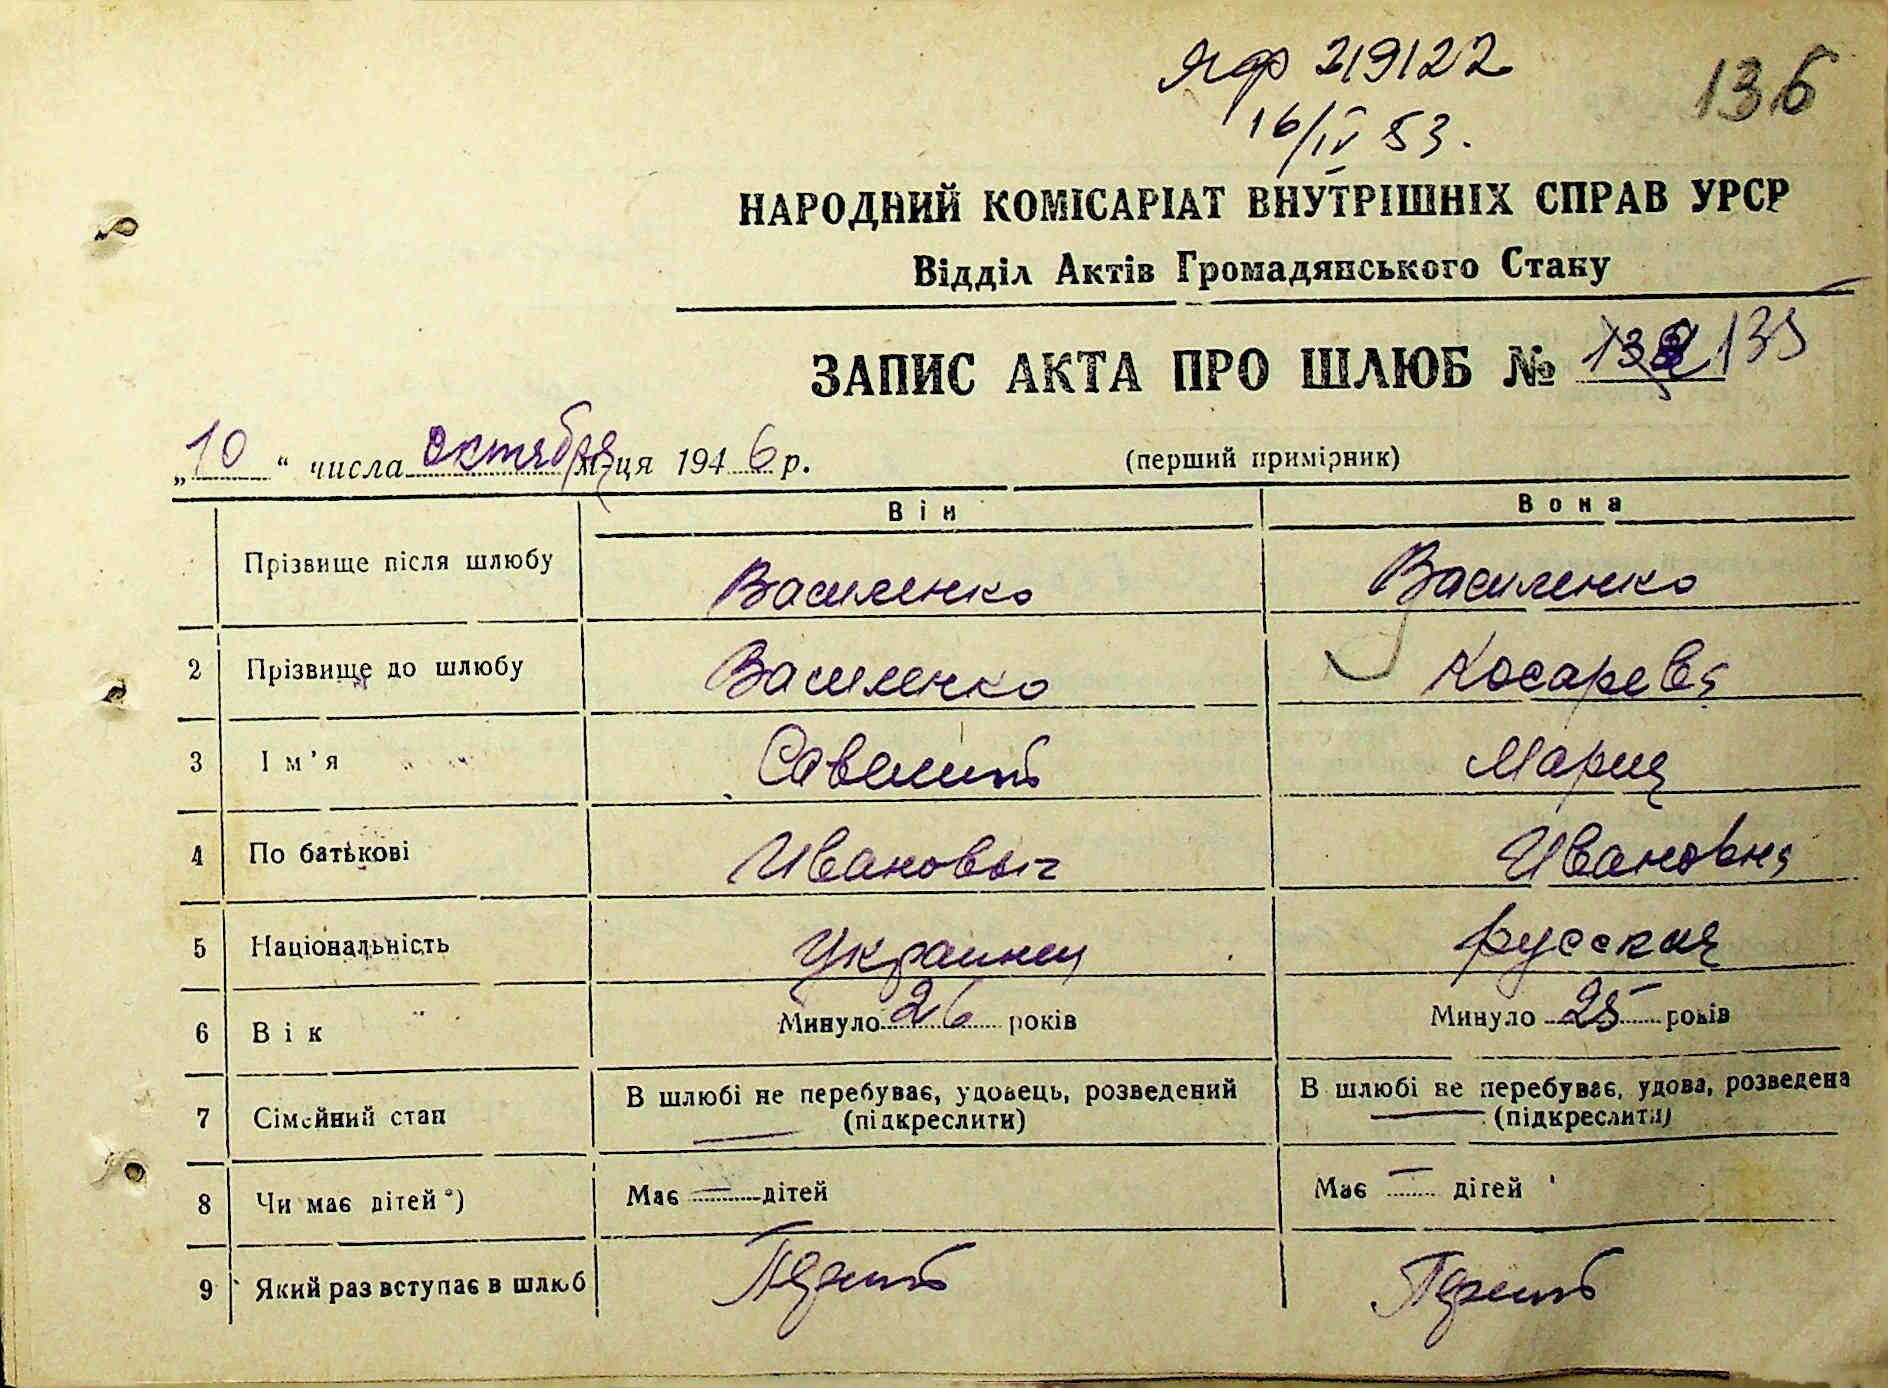 Яср 219122
136
16/IV 53.
НАРОДНИЙ КОМІСАРІАТ ВНУТРІШНІХ СПРАВ УРСР
Відділ Актів Громадянського Стану
ЗАПИС АКТА ПРО ШЛЮБ № 135
„10“ числа октября м-ця 1946 р.
(перший примірник)
Він Вона
Прізвище після шлюбу Василенко Василенко
2 Прізвище до шлюбу Василенко Косарева
3 Ім'я Савелий Мария
4 По батькові Иванович Ивановна
5 Національність Украинец русская
6 Вік Минуло 26 років Минуло 25 років
7 Сімейний стан В шлюбі не перебуває, удовець, розведений В шлюбі не перебуває, удова, розведена
(підкреслити) (підкреслити)
8 Чи має дітей *) Має — дітей Має — дітей
9 Який раз вступає в шлюб Первый Первый